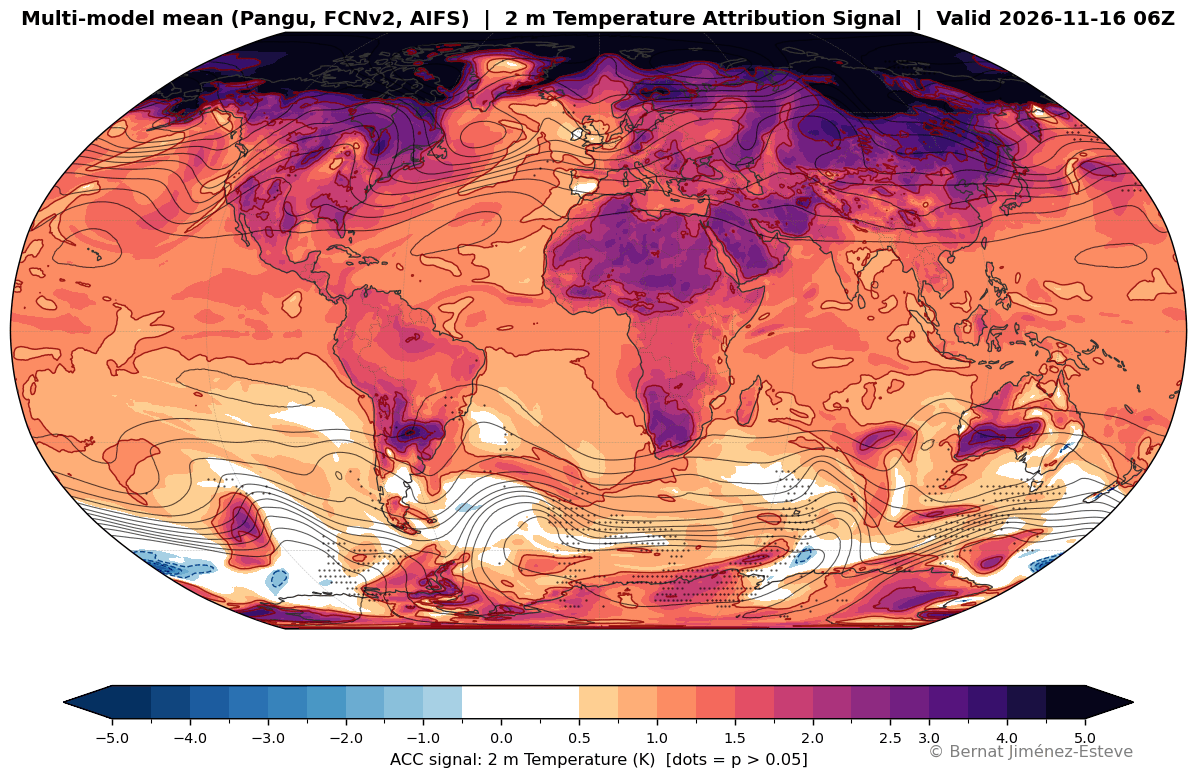 Multi-model mean (Pangu, FCNv2, AIFS)  |  2 m Temperature Attribution Signal  |  Valid 2026-11-16 06Z
−5.0 −4.0 −3.0 −2.0 −1.0 0.0 0.5 1.0 1.5 2.0 2.5 3.0 4.0 5.0
© Bernat Jiménez-Esteve
ACC signal: 2 m Temperature (K)  [dots = p > 0.05]